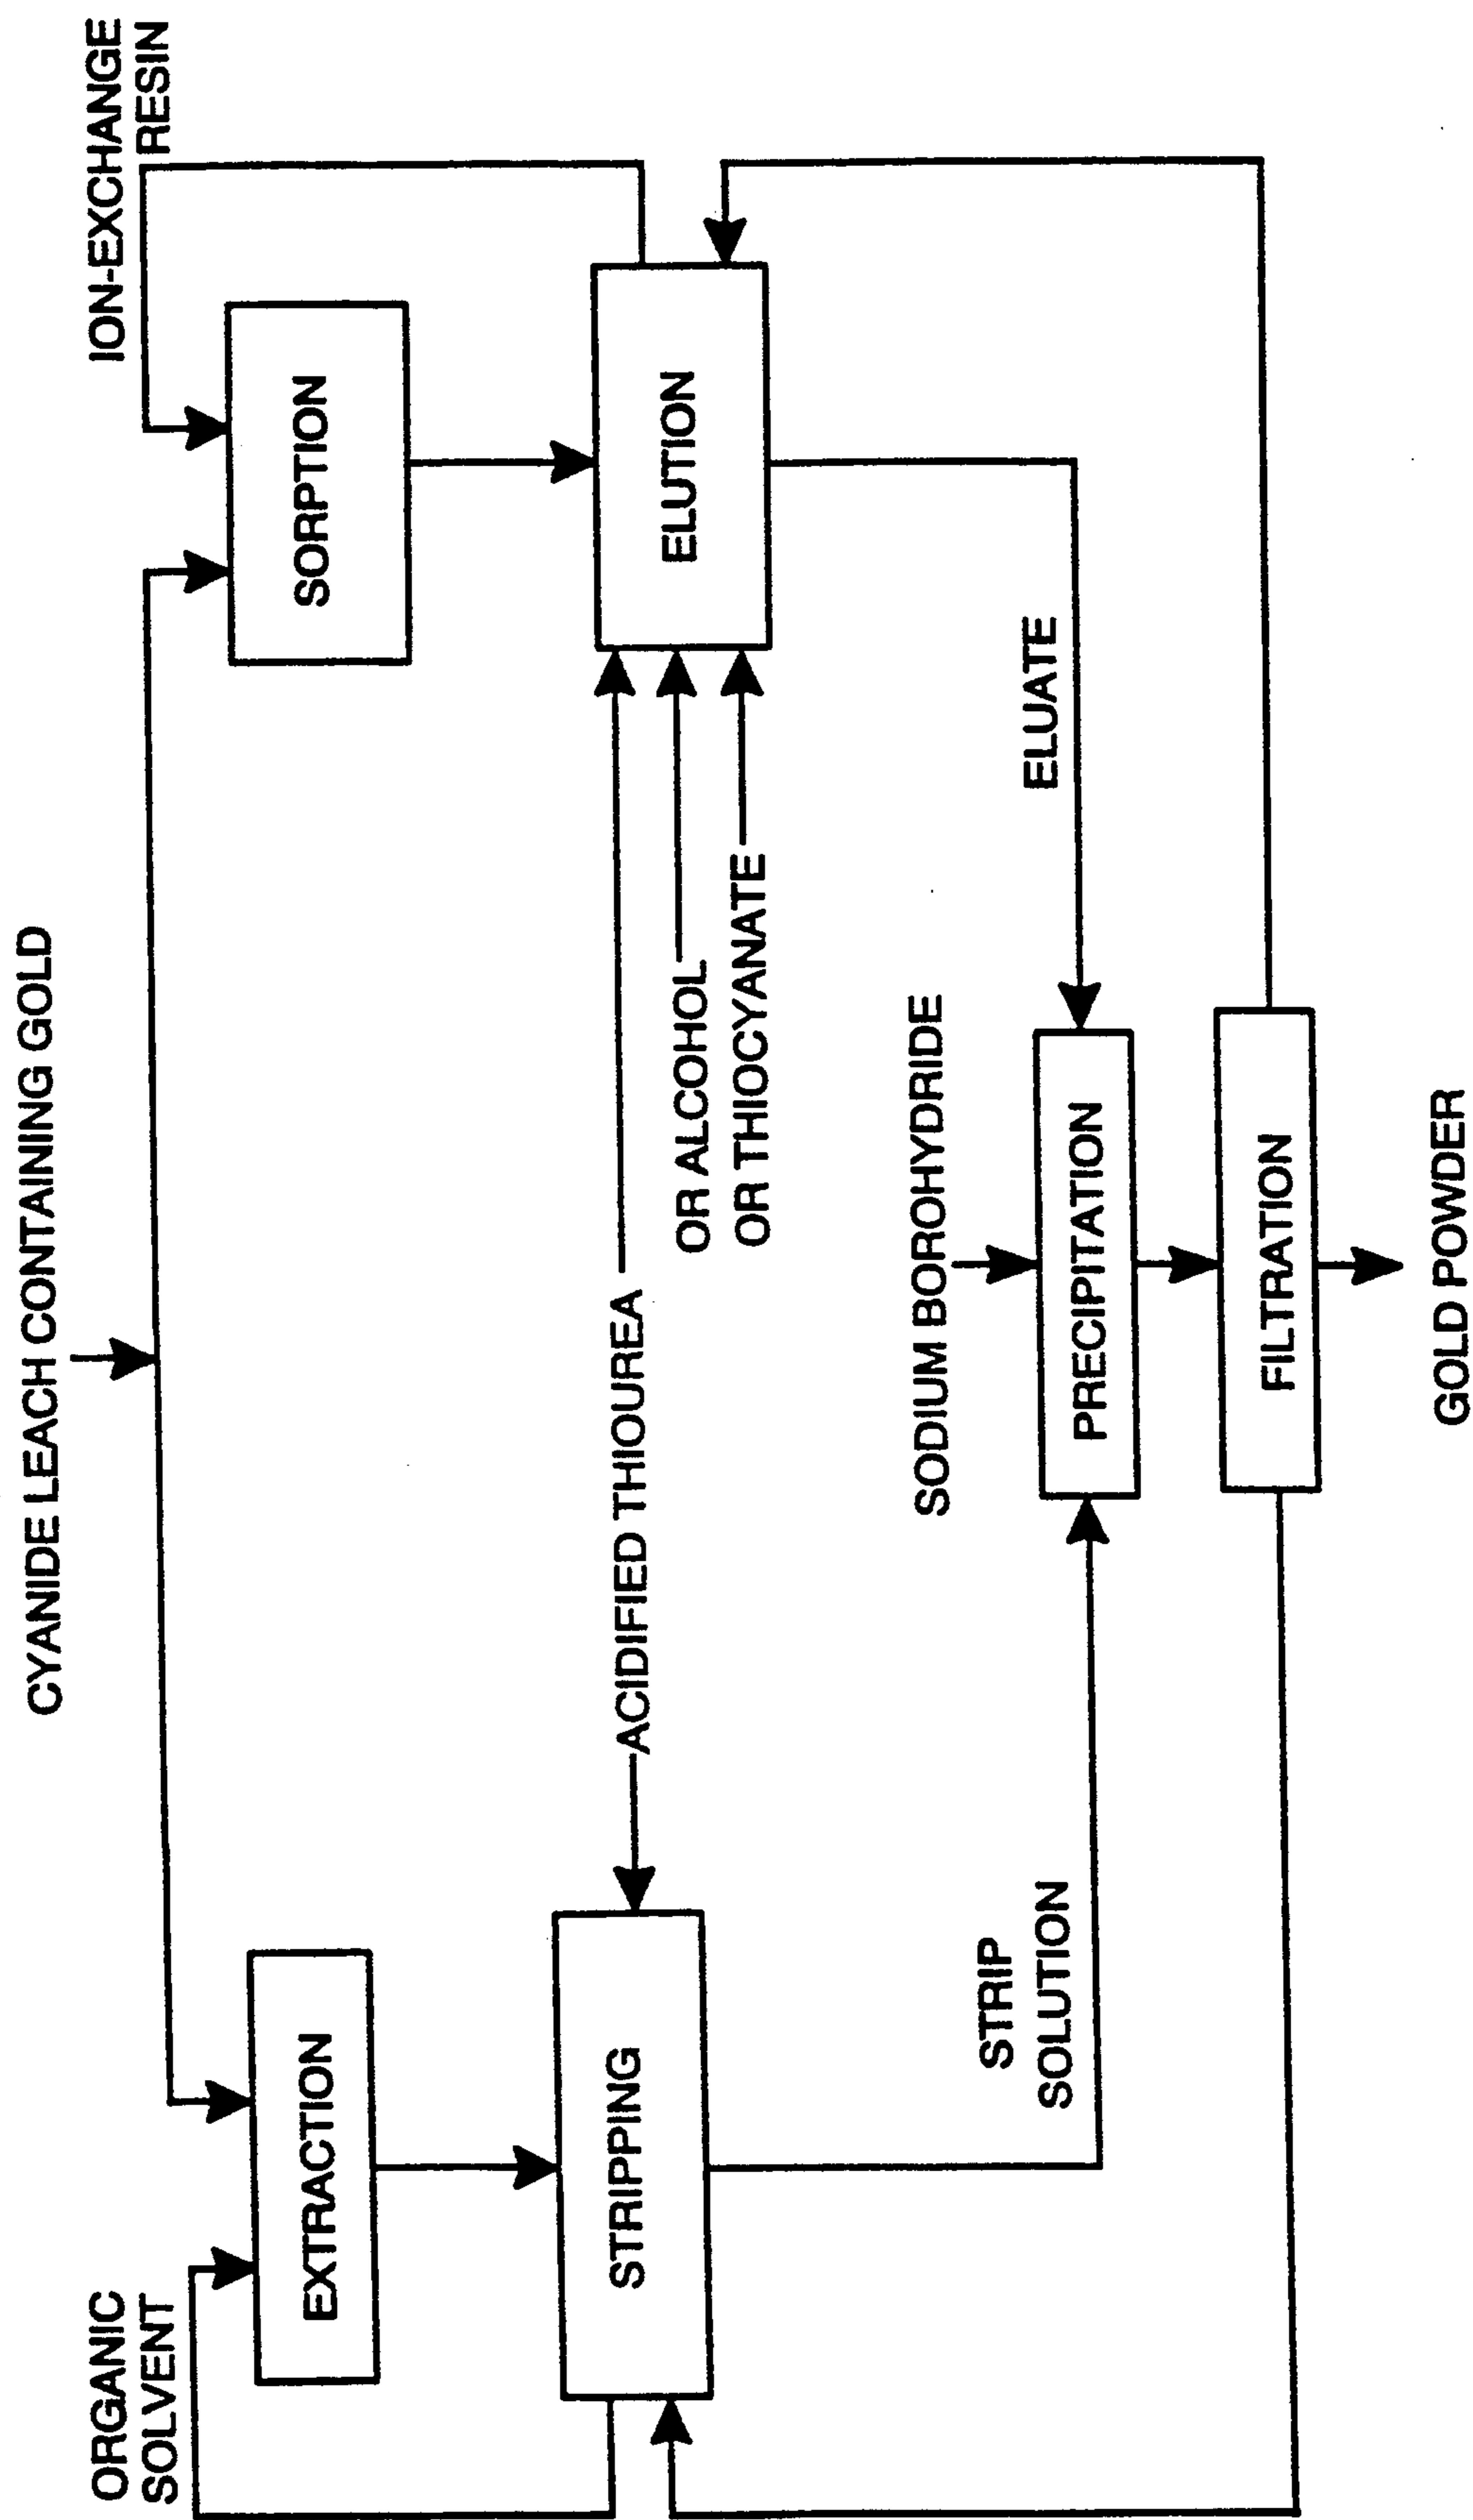 CYANIDE LEACH CONTAINING GOLD
ORGANIC
SOLVENT
ION-EXCHANGE
RESIN
EXTRACTION
SORPTION
STRIPPING
ACIDIFIED THIOUREA
ELUTION
OR ALCOHOL
OR THIOCYANATE
STRIP
SOLUTION
SODIUM BOROHYDRIDE
ELUATE
PRECIPITATION
FILTRATION
GOLD POWDER